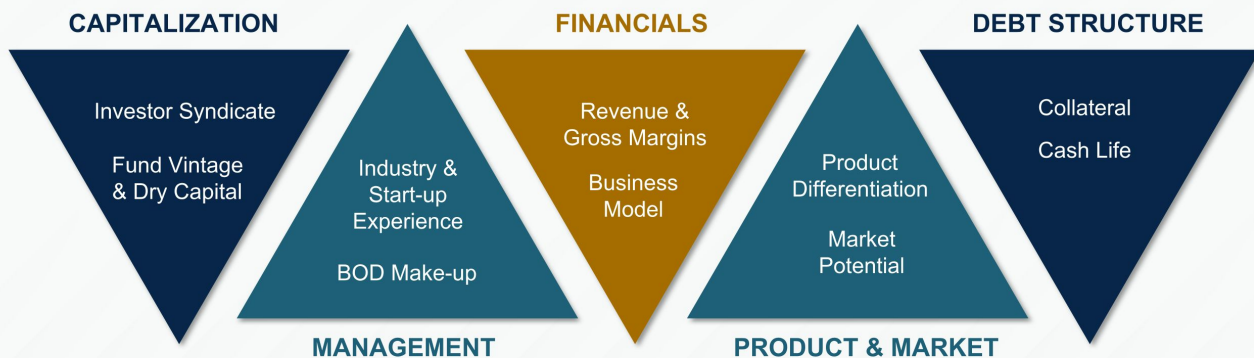 CAPITALIZATION
Investor Syndicate
Fund Vintage
& Dry Capital
Industry &
Start-up
Experience
BOD Make-up
MANAGEMENT
FINANCIALS
Revenue &
Gross Margins
Business
Model
Product
Differentiation
Market
Potential
PRODUCT & MARKET
DEBT STRUCTURE
Collateral
Cash Life